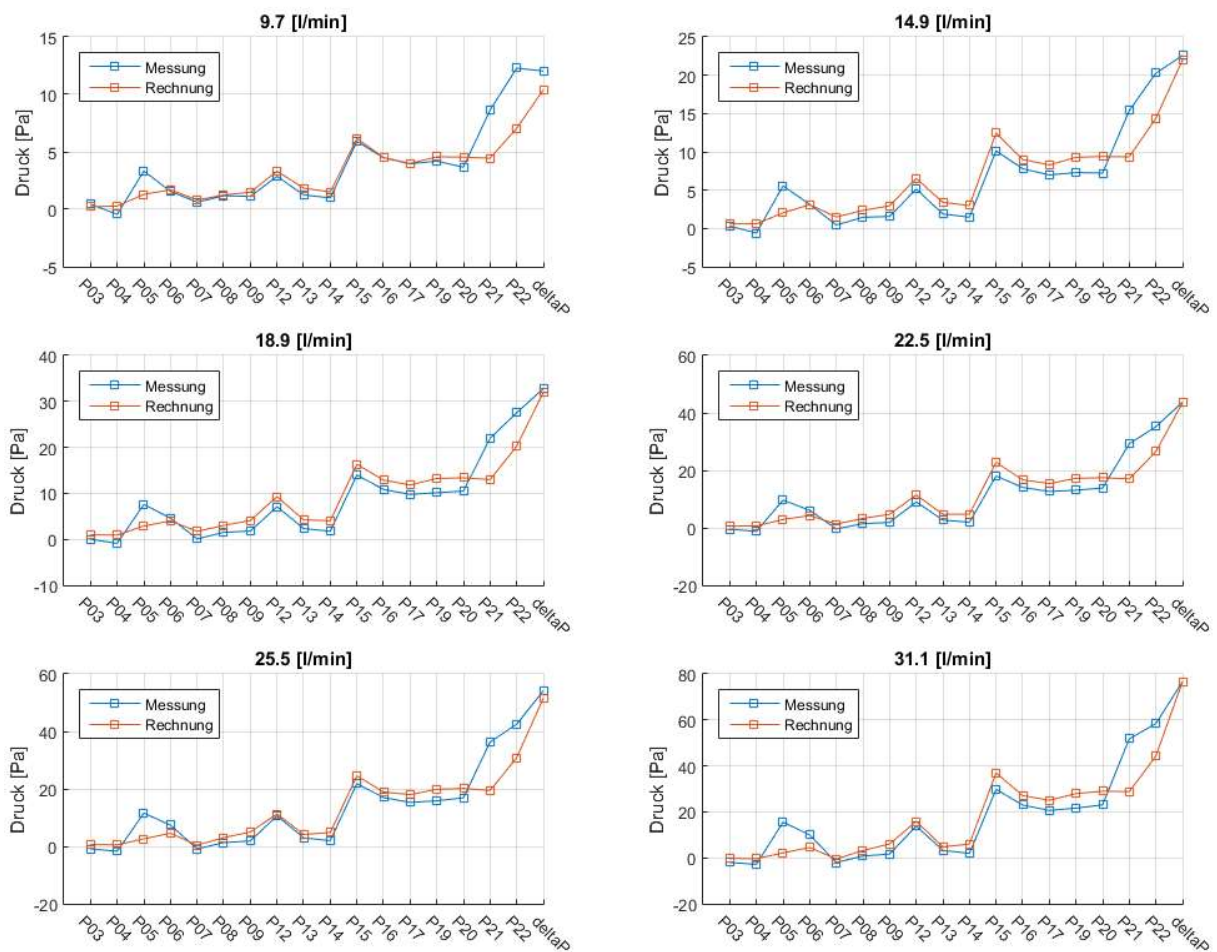 9.7 [l/min]
15
10
5
0
-5
Druck [Pa]
Messung
Rechnung
P03 P04 P05 P06 P07 P08 P09 P12 P13 P14 P15 P16 P17 P19 P20 P21 P22 deltaP
14.9 [l/min]
25
20
15
10
5
0
-5
Druck [Pa]
Messung
Rechnung
P03 P04 P05 P06 P07 P08 P09 P12 P13 P14 P15 P16 P17 P19 P20 P21 P22 deltaP
18.9 [l/min]
40
30
20
10
0
-10
Druck [Pa]
Messung
Rechnung
P03 P04 P05 P06 P07 P08 P09 P12 P13 P14 P15 P16 P17 P19 P20 P21 P22 deltaP
22.5 [l/min]
60
40
20
0
-20
Druck [Pa]
Messung
Rechnung
P03 P04 P05 P06 P07 P08 P09 P12 P13 P14 P15 P16 P17 P19 P20 P21 P22 deltaP
25.5 [l/min]
60
40
20
0
-20
Druck [Pa]
Messung
Rechnung
P03 P04 P05 P06 P07 P08 P09 P12 P13 P14 P15 P16 P17 P19 P20 P21 P22 deltaP
31.1 [l/min]
80
60
40
20
0
-20
Druck [Pa]
Messung
Rechnung
P03 P04 P05 P06 P07 P08 P09 P12 P13 P14 P15 P16 P17 P19 P20 P21 P22 deltaP